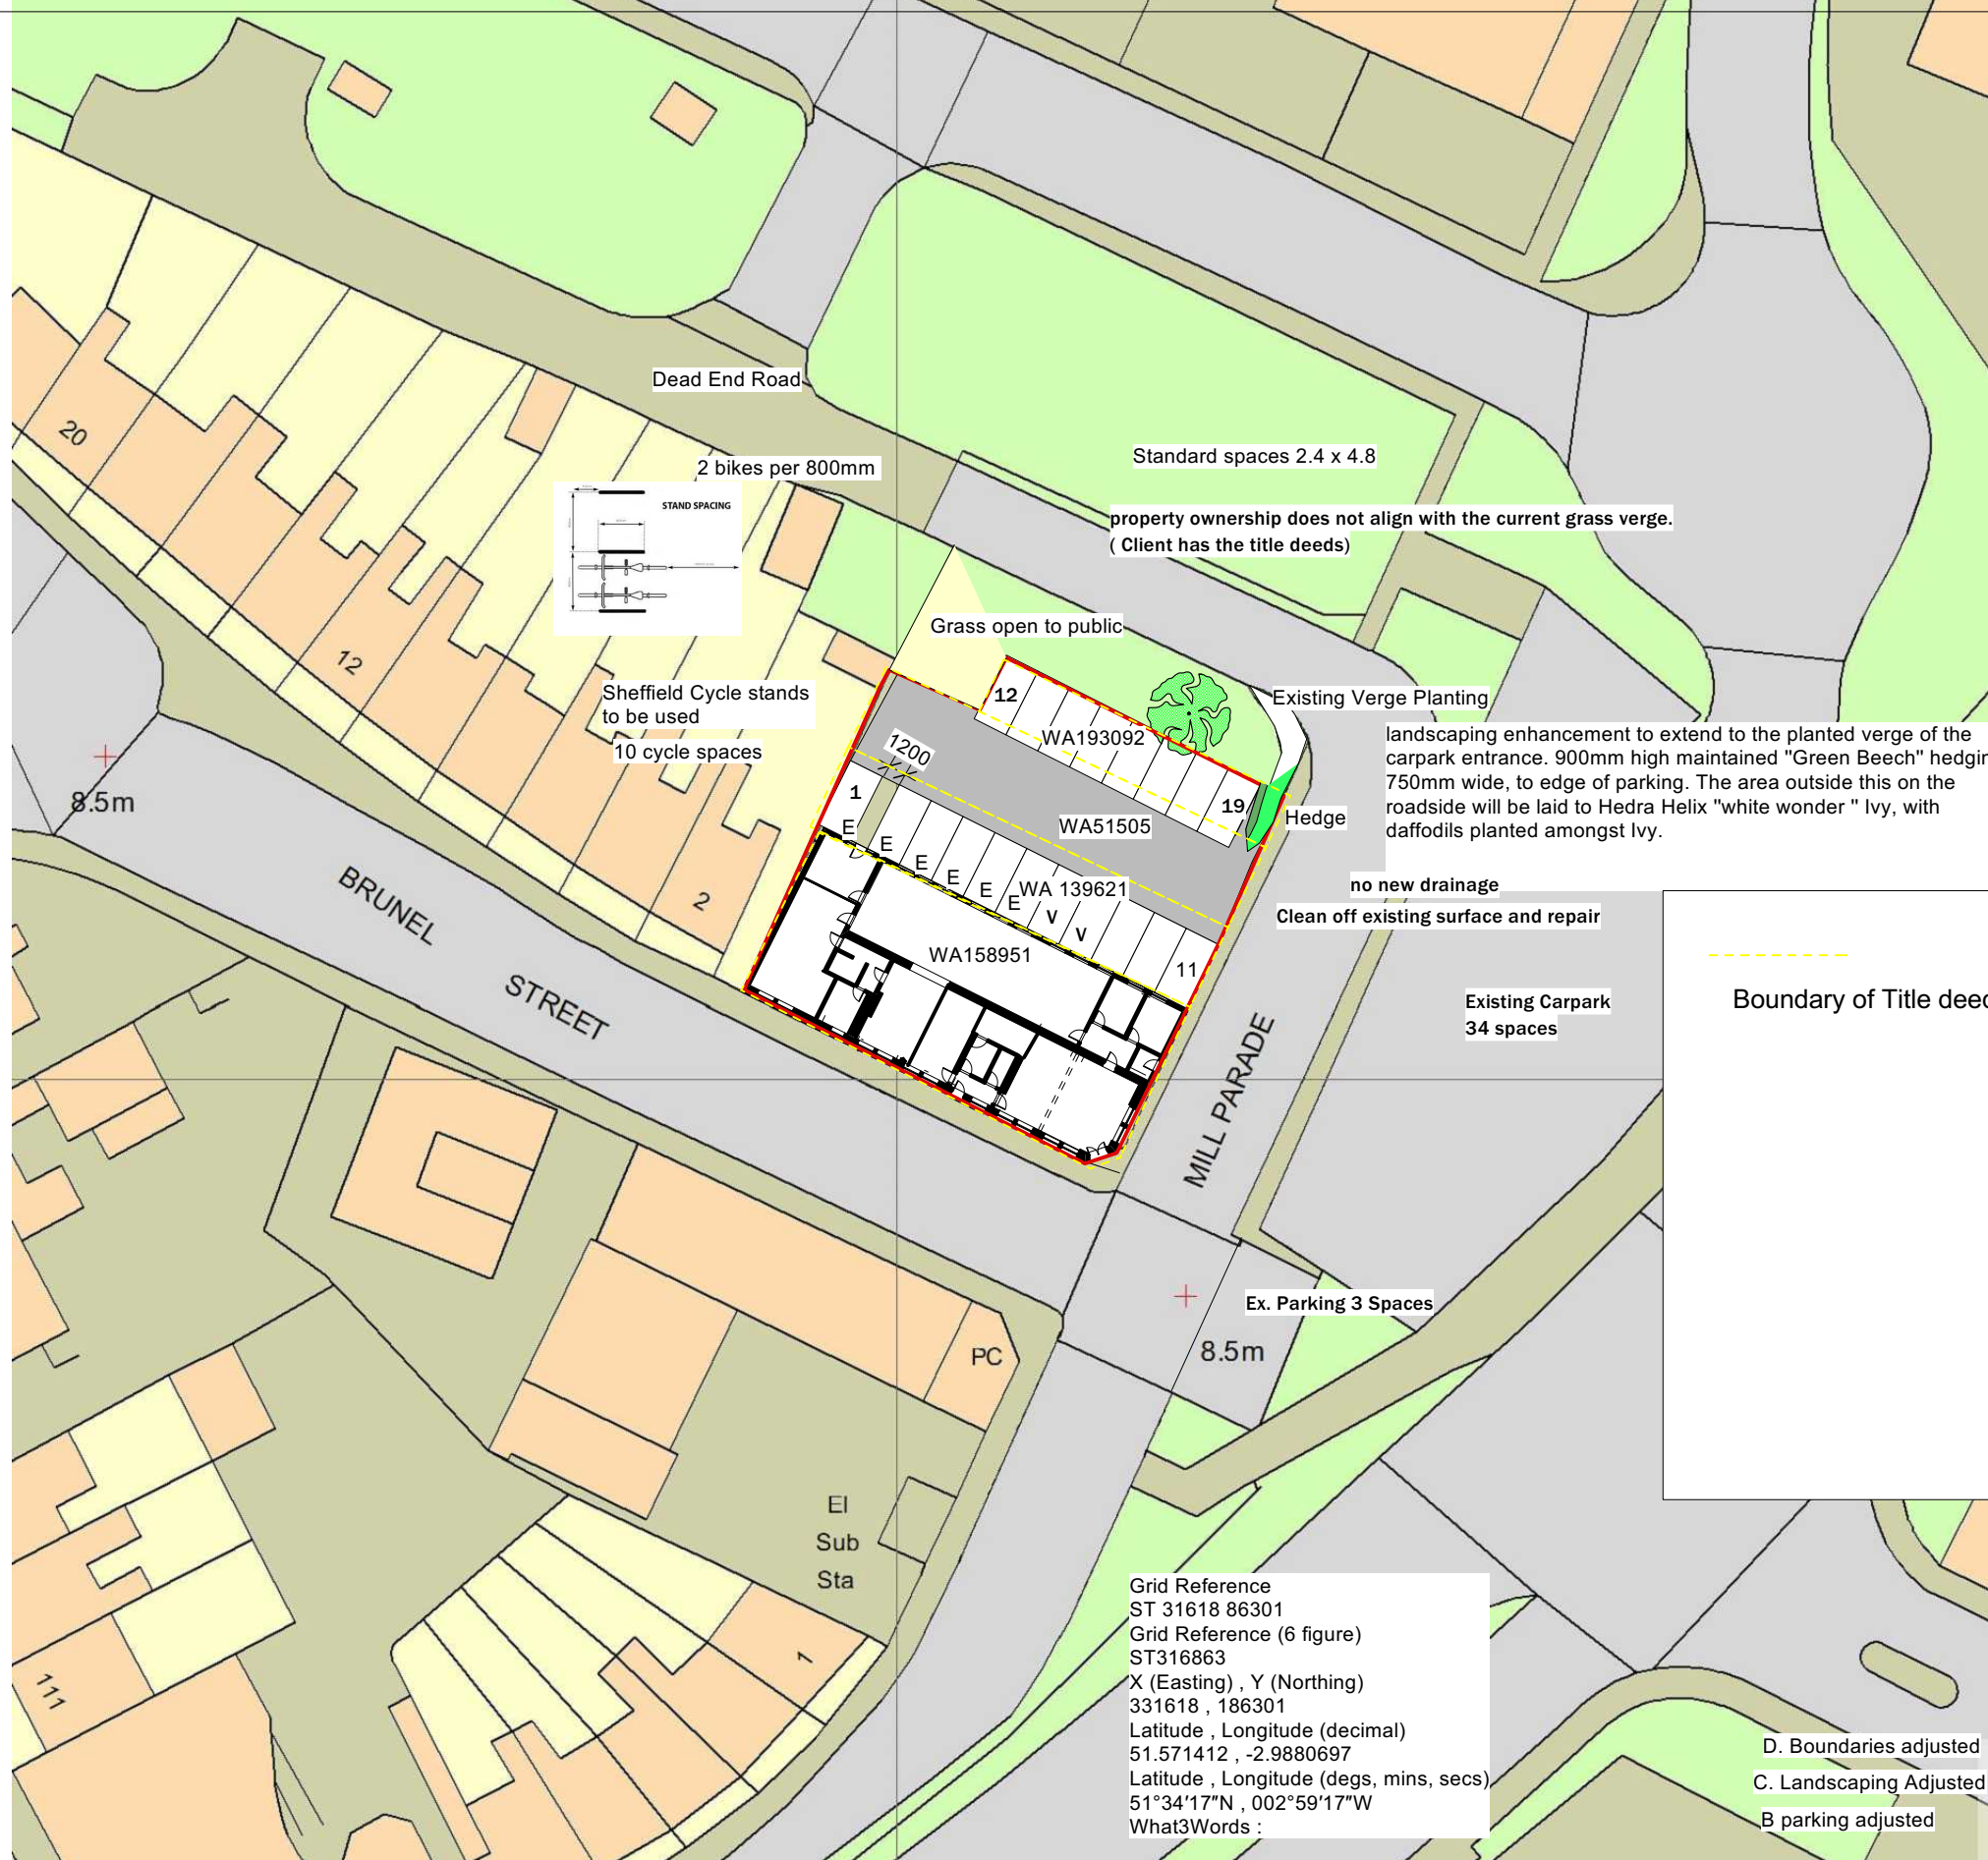 Dead End Road
20
2 bikes per 800mm
STAND SPACING
Standard spaces 2.4 x 4.8
property ownership does not align with the current grass verge.
( Client has the title deeds)
Grass open to public
12
Sheffield Cycle stands
to be used
10 cycle spaces
12
WA193092
19
Existing Verge Planting
landscaping enhancement to extend to the planted verge of the
carpark entrance. 900mm high maintained "Green Beech" hedgin
750mm wide, to edge of parking. The area outside this on the
roadside will be laid to Hedra Helix "white wonder " Ivy, with
daffodils planted amongst Ivy.
Hedge
1200
WA51505
8.5m
1
E
E
E
E
E
E
WA 139621
V
V
11
no new drainage
Clean off existing surface and repair
2
WA158951
BRUNEL
STREET
Existing Carpark
34 spaces
Boundary of Title deed
MILL PARADE
Ex. Parking 3 Spaces
8.5m
PC
El
Sub
Sta
1
111
Grid Reference
ST 31618 86301
Grid Reference (6 figure)
ST316863
X (Easting) , Y (Northing)
331618 , 186301
Latitude , Longitude (decimal)
51.571412 , -2.9880697
Latitude , Longitude (degs, mins, secs)
51°34′17″N , 002°59′17″W
What3Words :
D. Boundaries adjusted
C. Landscaping Adjusted
B parking adjusted